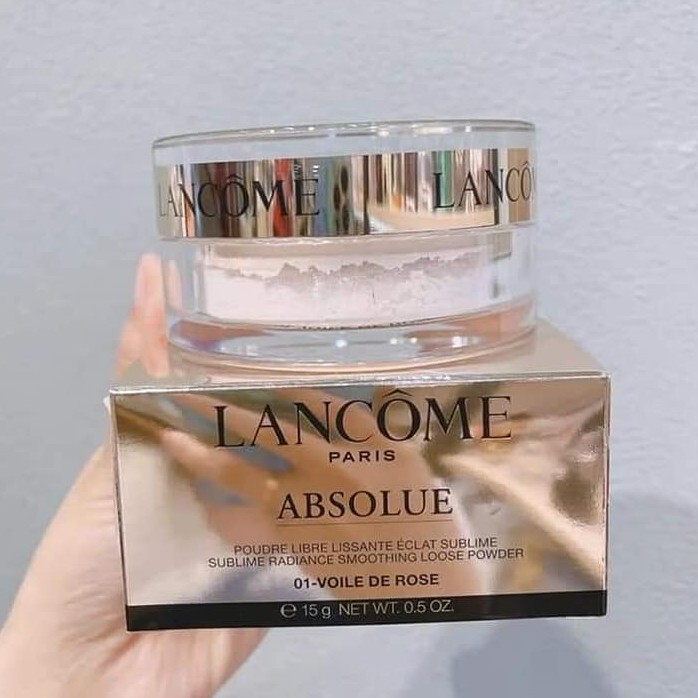 LANCÔME LANCÔ
LANCÔME
PARIS
ABSOLUE
POUDRE LIBRE LISSANTE ÉCLAT SUBLIME
SUBLIME RADIANCE SMOOTHING LOOSE POWDER
01-VOILE DE ROSE
℮ 15 g NET WT. 0.5 OZ.